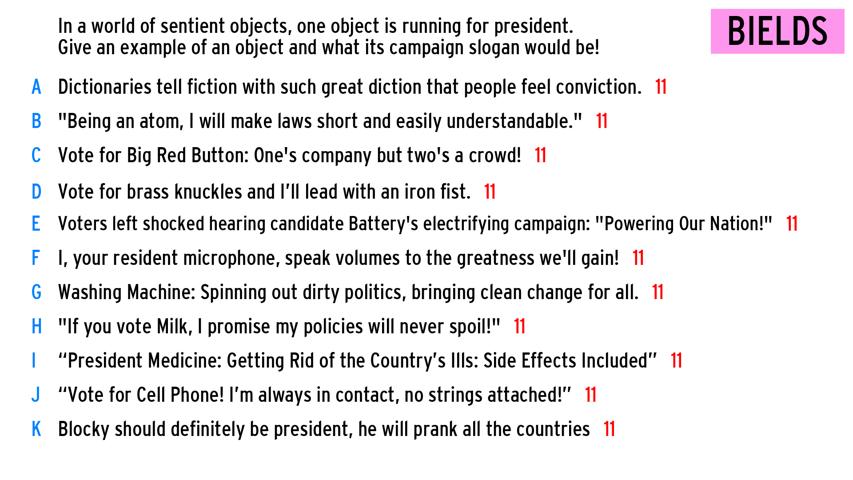 In a world of sentient objects, one object is running for president.
Give an example of an object and what its campaign slogan would be!
BIELDS
A Dictionaries tell fiction with such great diction that people feel conviction. 11
B "Being an atom, I will make laws short and easily understandable." 11
C Vote for Big Red Button: One's company but two's a crowd! 11
D Vote for brass knuckles and I’ll lead with an iron fist. 11
E Voters left shocked hearing candidate Battery's electrifying campaign: "Powering Our Nation!" 11
F I, your resident microphone, speak volumes to the greatness we'll gain! 11
G Washing Machine: Spinning out dirty politics, bringing clean change for all. 11
H "If you vote Milk, I promise my policies will never spoil!" 11
I “President Medicine: Getting Rid of the Country’s Ills: Side Effects Included” 11
J “Vote for Cell Phone! I’m always in contact, no strings attached!” 11
K Blocky should definitely be president, he will prank all the countries 11